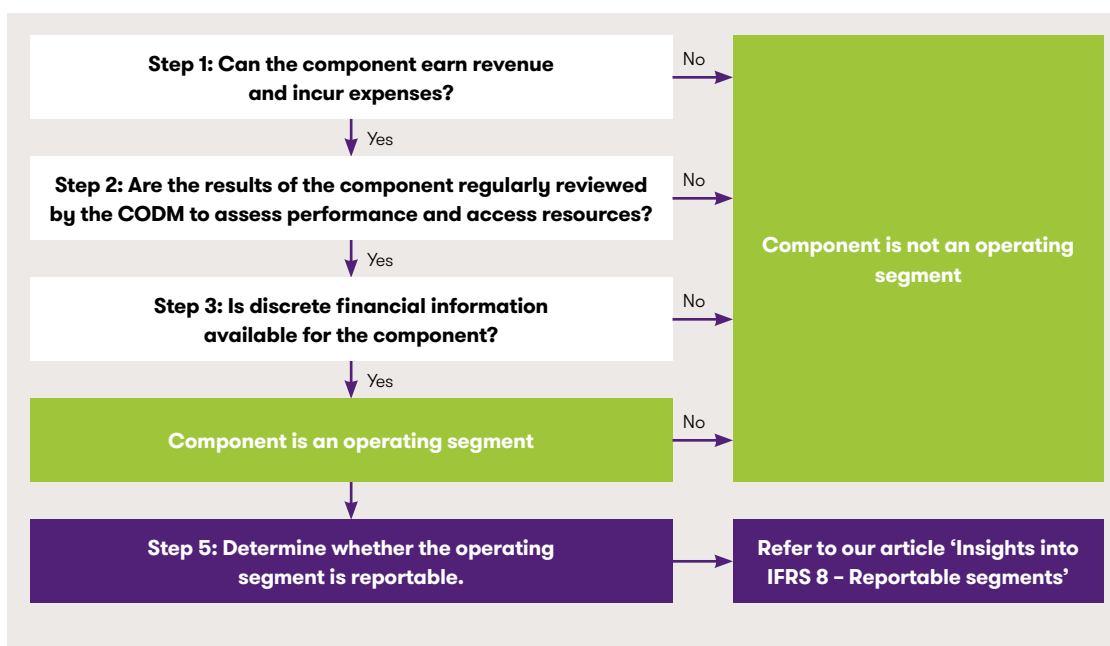 Step 1: Can the component earn revenue
and incur expenses?
No
Yes
Step 2: Are the results of the component regularly reviewed
by the CODM to assess performance and access resources?
No
Component is not an operating
segment
Yes
Step 3: Is discrete financial information
available for the component?
No
Yes
Component is an operating segment
No
Step 5: Determine whether the operating
segment is reportable.
Refer to our article ‘Insights into
IFRS 8 – Reportable segments’